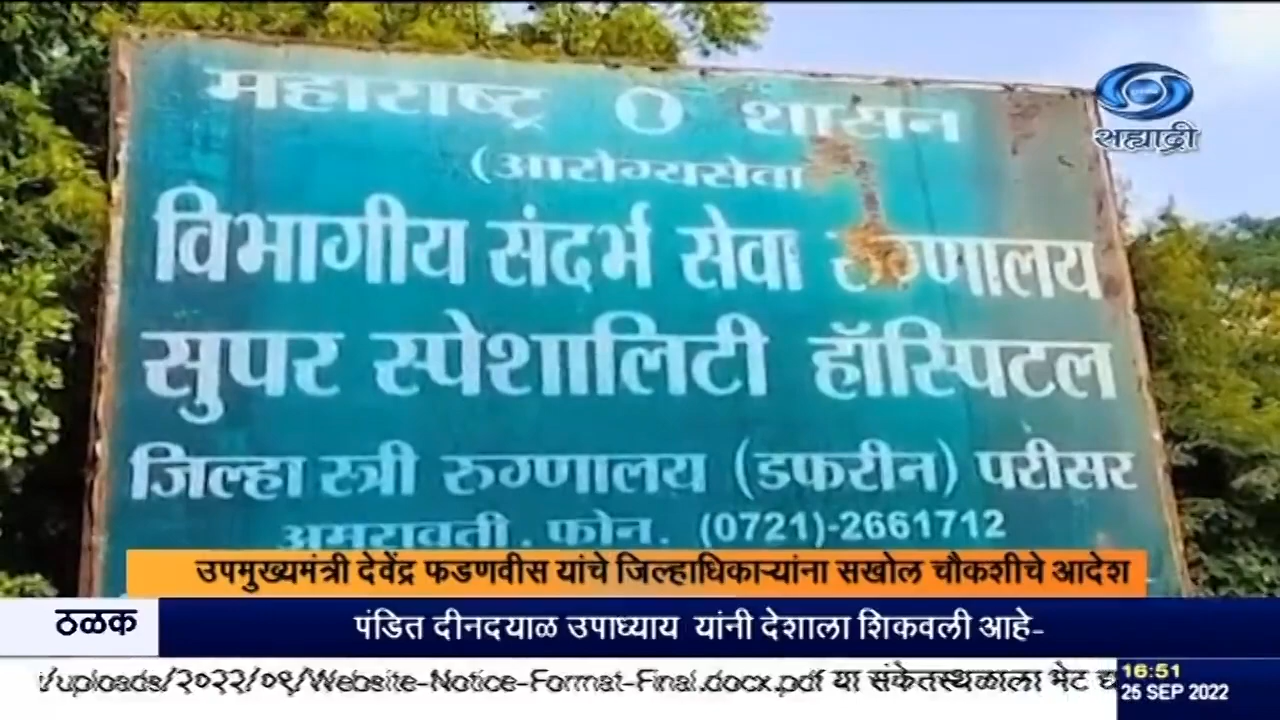 महाराष्ट्र शासन
(आरोग्यसेवा
विभागीय संदर्भ सेवा रुग्णालय
सुपर स्पेशालिटी हॉस्पिटल
जिल्हा स्त्री रुग्णालय (डफरीन) परीसर
अमरावती. फोन. (0721)-2661712
सह्याद्री
उपमुख्यमंत्री देवेंद्र फडणवीस यांचे जिल्हाधिकाऱ्यांना सखोल चौकशीचे आदेश
ठळक
पंडित दीनदयाळ उपाध्याय यांनी देशाला शिकवली आहे-
/uploads/२०२२/०९/Website-Notice-Format-Final.docx.pdf या संकेतस्थळाला भेट
16:51
25 SEP 2022